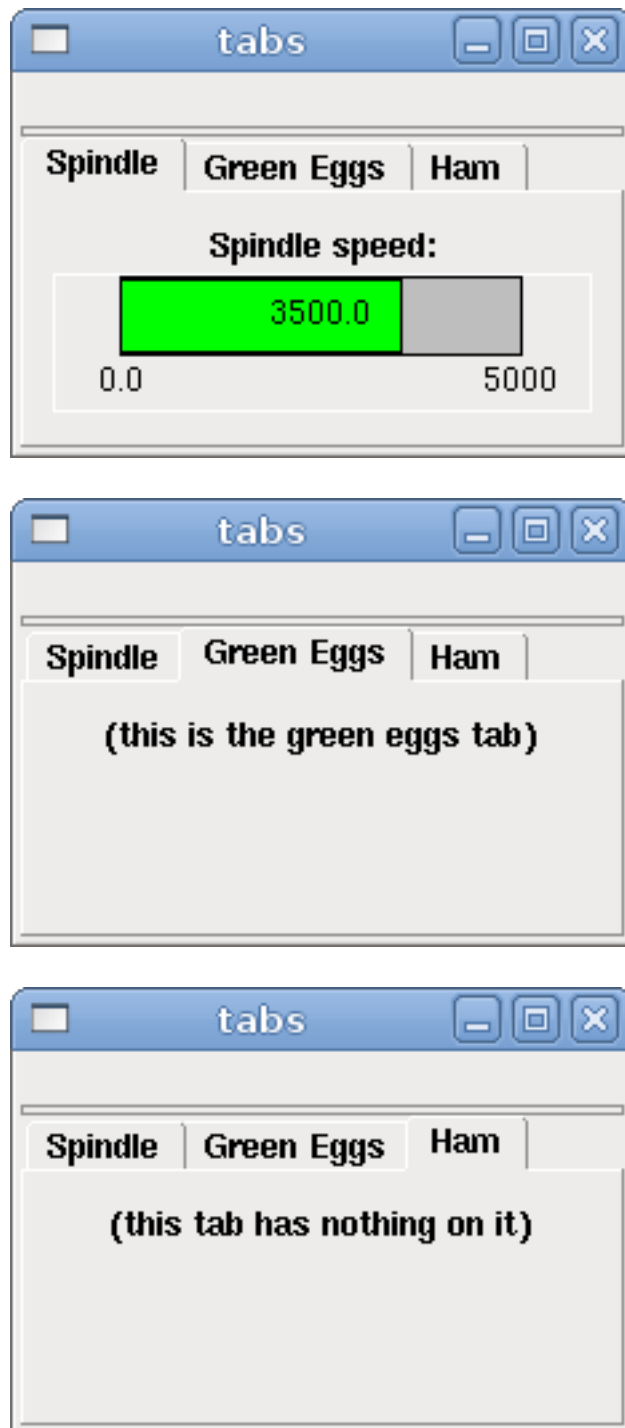 tabs
Spindle Green Eggs Ham
Spindle speed:
3500.0
0.0 5000
tabs
Spindle Green Eggs Ham
(this is the green eggs tab)
tabs
Spindle Green Eggs Ham
(this tab has nothing on it)